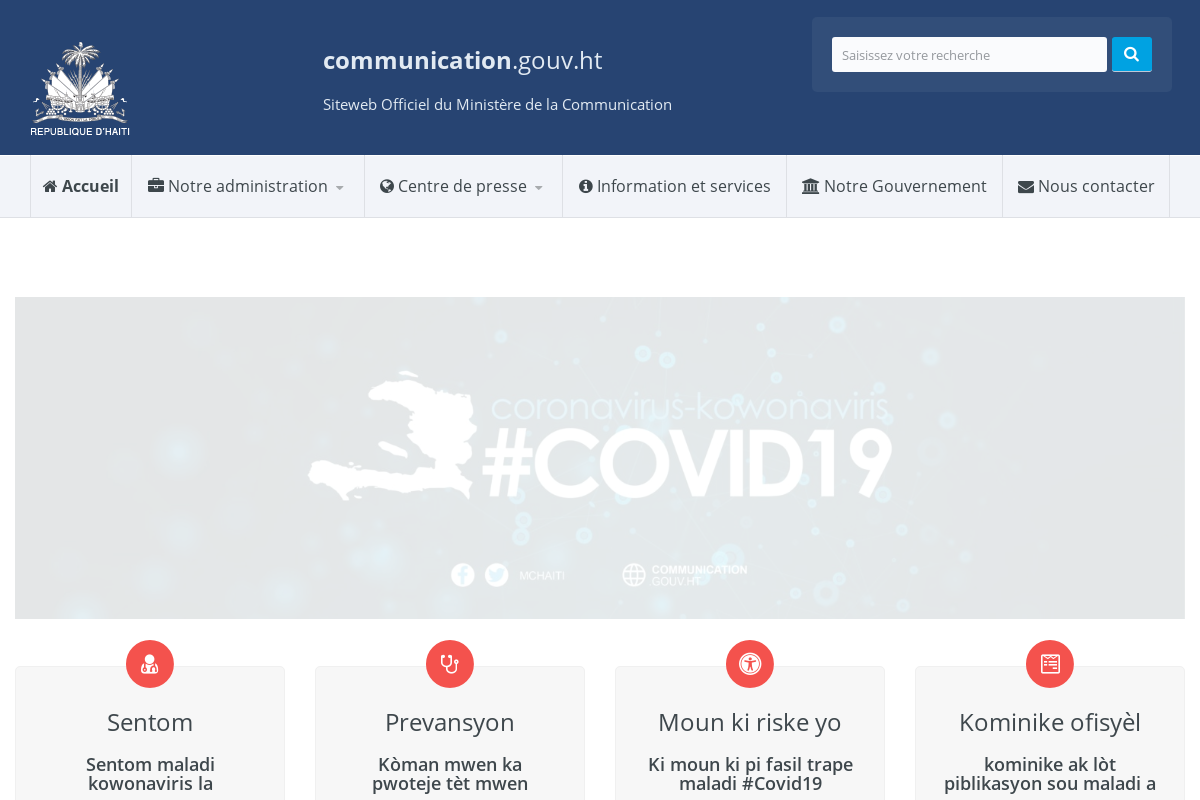 REPUBLIQUE D'HAITI
communication.gouv.ht
Siteweb Officiel du Ministère de la Communication
Saisissez votre recherche
Accueil
Notre administration
Centre de presse
Information et services
Notre Gouvernement
Nous contacter
coronavirus-kowonaviris
#COVID19
MCHAITI
COMMUNICATION
GOUV.HT
Sentom
Sentom maladi
kowonaviris la
Prevansyon
Kòman mwen ka
pwoteje tèt mwen
Moun ki riske yo
Ki moun ki pi fasil trape
maladi #Covid19
Kominike ofisyèl
kominike ak lòt
piblikasyon sou maladi a